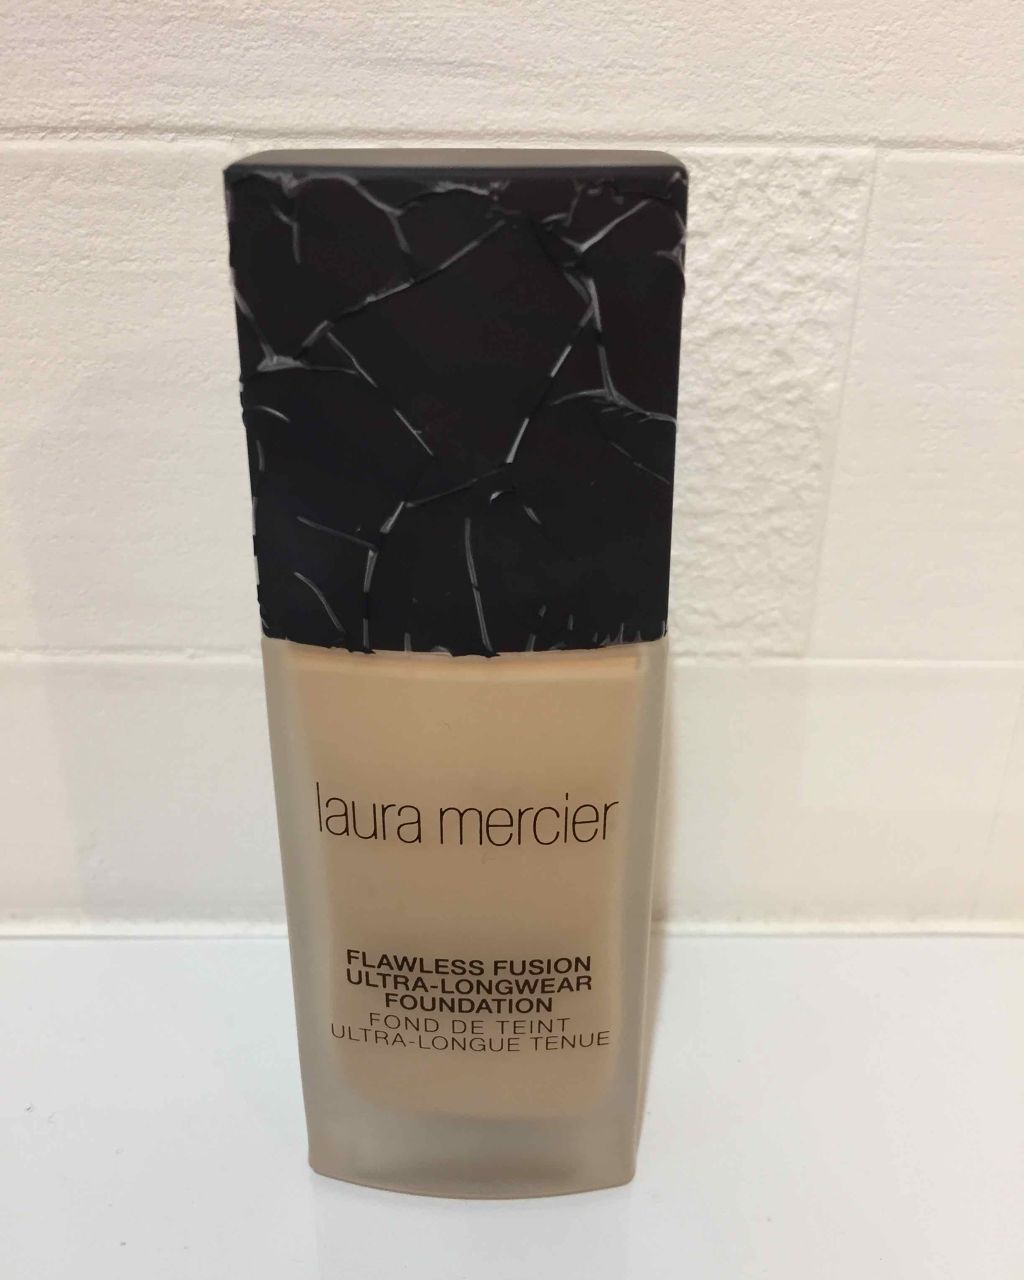 laura mercier
FLAWLESS FUSION
ULTRA-LONGWEAR
FOUNDATION
FOND DE TEINT
ULTRA-LONGUE TENUE